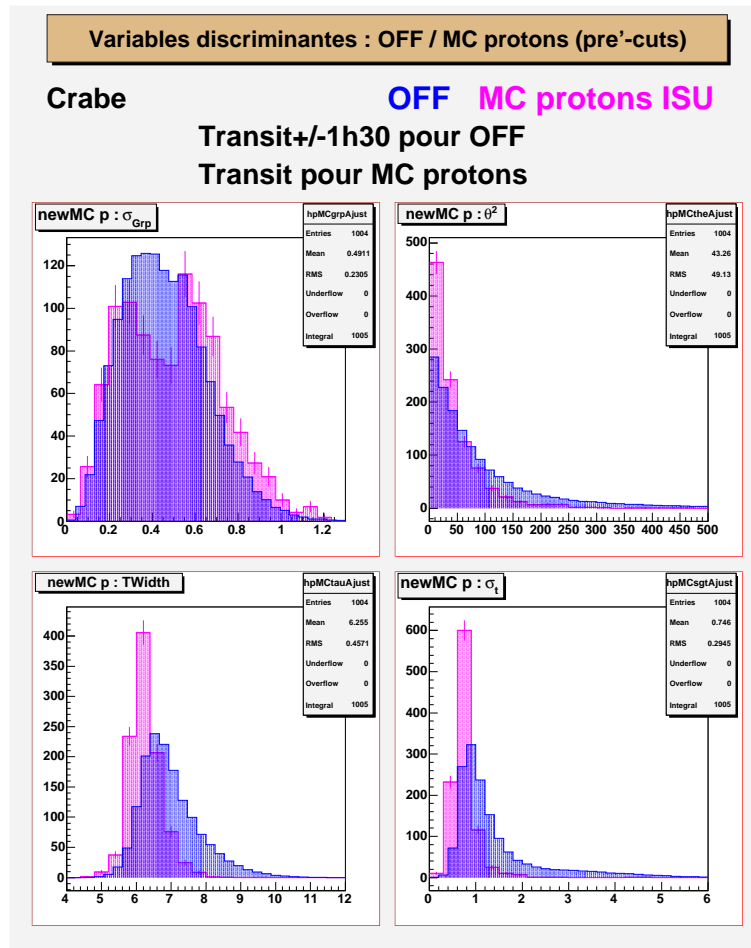 Variables discriminantes : OFF / MC protons (pre'-cuts)
Crabe OFF MC protons ISU
Transit+/-1h30 pour OFF
Transit pour MC protons
newMC p : σGrp
hpMCgrpAjust
Entries 1004
Mean 0.4911
RMS 0.2305
Underflow 0
Overflow 0
Integral 1005
120
100
80
60
40
20
0
0 0.2 0.4 0.6 0.8 1 1.2
newMC p : θ²
hpMCtheAjust
Entries 1004
Mean 43.26
RMS 49.13
Underflow 0
Overflow 0
Integral 1005
500
400
300
200
100
0
0 50 100 150 200 250 300 350 400 450 500
newMC p : TWidth
hpMCtauAjust
Entries 1004
Mean 6.255
RMS 0.4571
Underflow 0
Overflow 0
Integral 1005
400
350
300
250
200
150
100
50
0
4 5 6 7 8 9 10 11 12
newMC p : σt
hpMCsgtAjust
Entries 1004
Mean 0.746
RMS 0.2945
Underflow 0
Overflow 0
Integral 1005
600
500
400
300
200
100
0
0 1 2 3 4 5 6